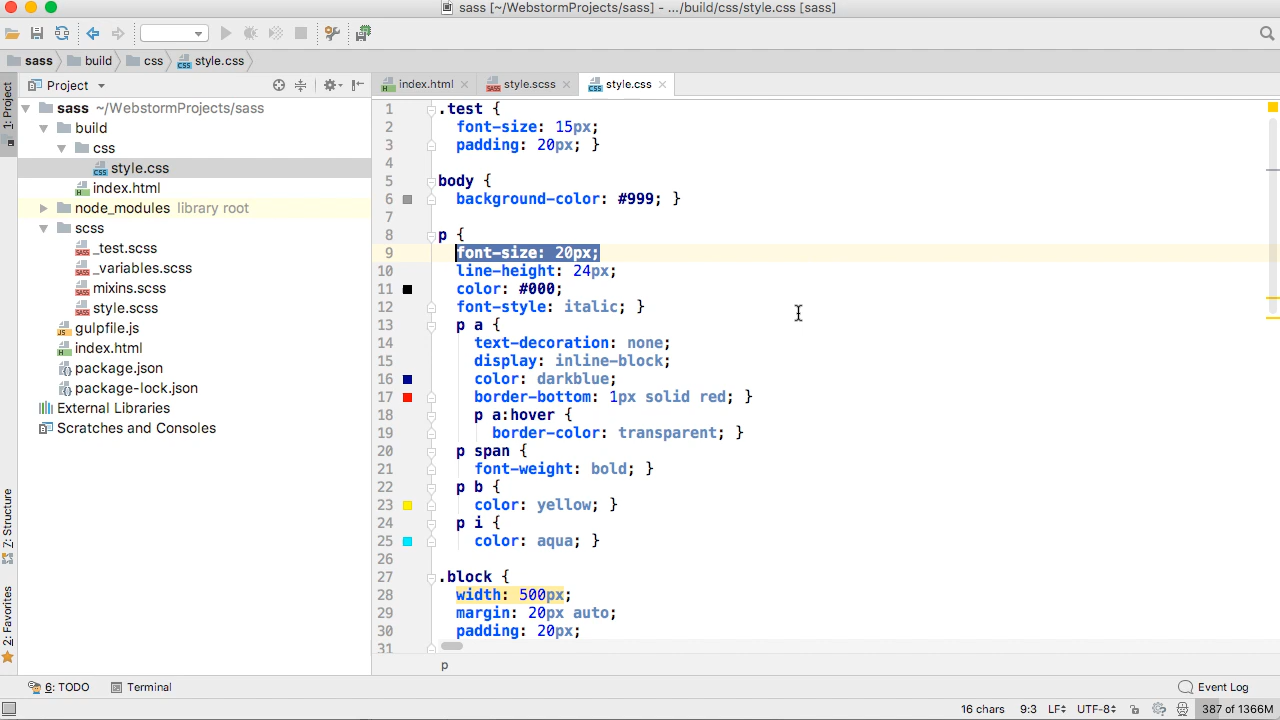 sass [~/WebstormProjects/sass] - .../build/css/style.css [sass]
sass build css style.css
Project
index.html
style.scss
style.css
1: Project
sass ~/WebstormProjects/sass
build
css
style.css
index.html
node_modules library root
scss
_test.scss
_variables.scss
mixins.scss
style.scss
gulpfile.js
index.html
package.json
package-lock.json
External Libraries
Scratches and Consoles
7: Structure
2: Favorites
1 .test {
2 font-size: 15px;
3 padding: 20px; }
4
5 body {
6 background-color: #999; }
7
8 p {
9 font-size: 20px;
10 line-height: 24px;
11 color: #000;
12 font-style: italic; }
13 p a {
14 text-decoration: none;
15 display: inline-block;
16 color: darkblue;
17 border-bottom: 1px solid red; }
18 p a:hover {
19 border-color: transparent; }
20 p span {
21 font-weight: bold; }
22 p b {
23 color: yellow; }
24 p i {
25 color: aqua; }
26
27 .block {
28 width: 500px;
29 margin: 20px auto;
30 padding: 20px;
31
p
6: TODO
Terminal
Event Log
16 chars 9:3 LF UTF-8 387 of 1366M